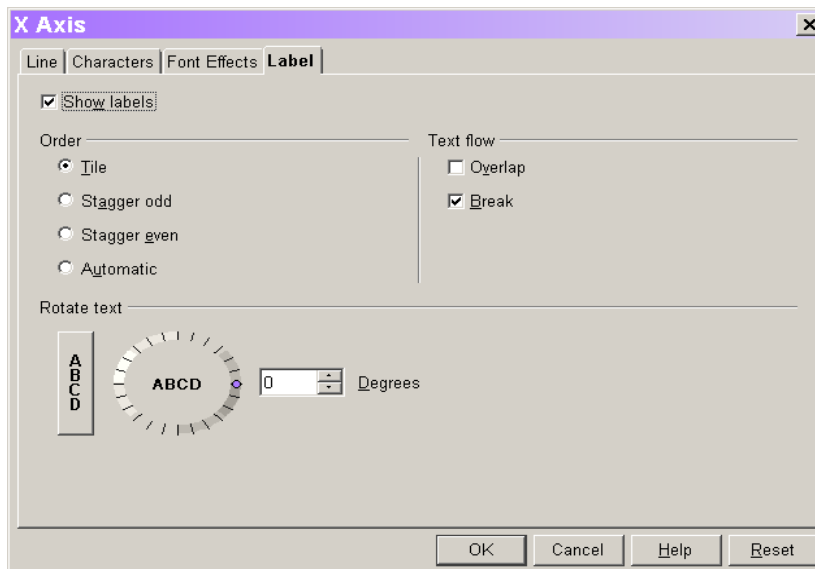 X Axis
Line Characters Font Effects Label
Show labels
Order Text flow
Tile Overlap
Stagger odd Break
Stagger even
Automatic
Rotate text
ABCD ABCD 0 Degrees
OK Cancel Help Reset